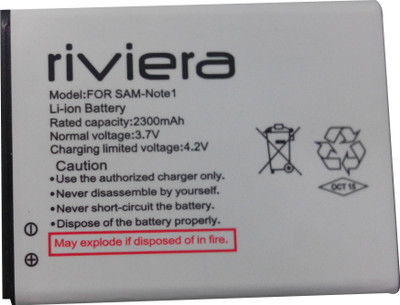 riviera
Model:FOR SAM-Note1
Li-ion Battery
Rated capacity:2300mAh
Normal voltage:3.7V
Charging limited voltage:4.2V
Caution
•Use the authorized charger only.
•Never disassemble by yourself.
•Never short-circuit the battery
•Dispose of the battery properly.
May explode if disposed of in fire.
OCT 15